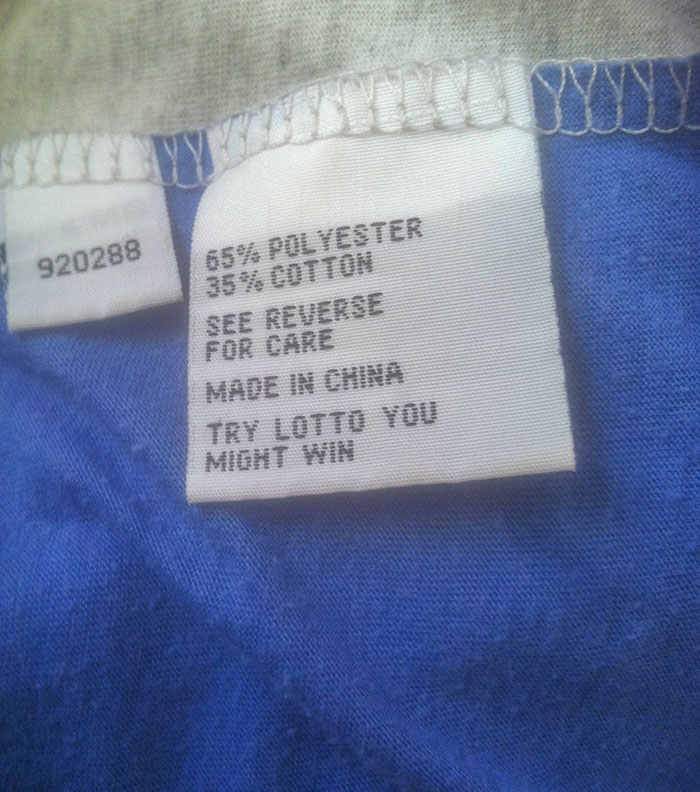 920288
65% POLYESTER
35% COTTON
SEE REVERSE
FOR CARE
MADE IN CHINA
TRY LOTTO YOU
MIGHT WIN